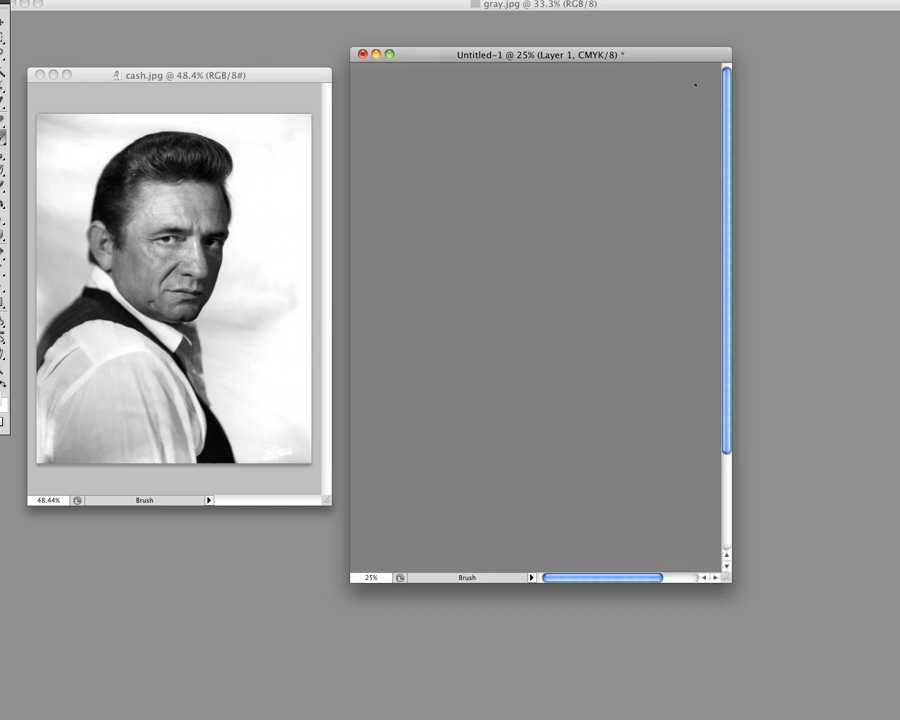 gray.jpg @ 33.3% (RGB/8)
Untitled-1 @ 25% (Layer 1, CMYK/8) *
cash.jpg @ 48.4% (RGB/8#)
48.44%
Brush
25%
Brush